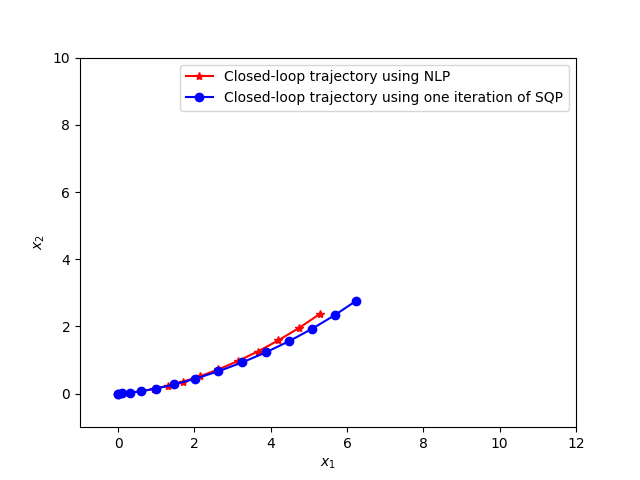 Closed-loop trajectory using NLP
Closed-loop trajectory using one iteration of SQP
10
8
6
4
2
0
x₂
0 2 4 6 8 10 12
x₁